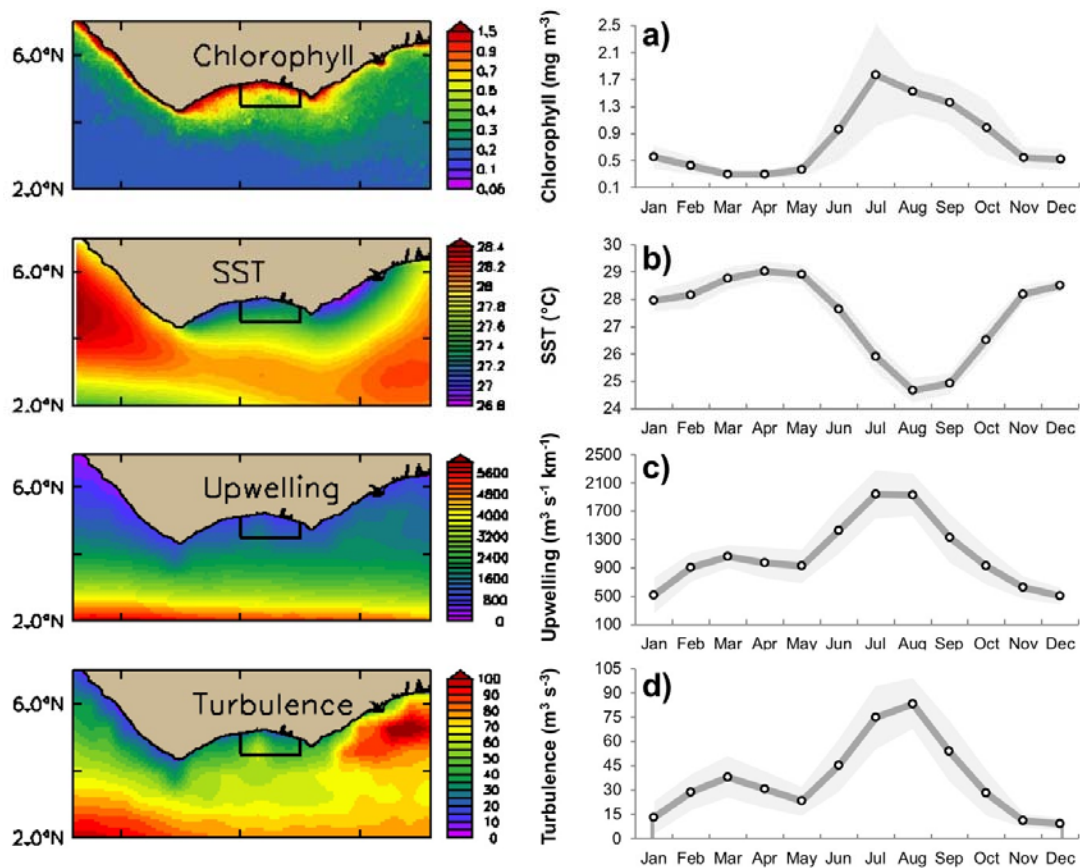 6.0°N
2.0°N
Chlorophyll
1.5
0.9
0.7
0.5
0.4
0.3
0.2
0.1
0.06
Chlorophyll (mg m⁻³)
a)
2.5
1.7
0.9
0.5
0.1
Jan Feb Mar Apr May Jun Jul Aug Sep Oct Nov Dec
6.0°N
2.0°N
SST
28.4
28.2
28
27.8
27.6
27.4
27.2
27
26.8
SST (°C)
b)
30
29
28
27
26
25
24
Jan Feb Mar Apr May Jun Jul Aug Sep Oct Nov Dec
6.0°N
2.0°N
Upwelling
5600
4800
4000
3200
2400
1600
800
0
Upwelling (m³ s⁻¹ km⁻¹)
c)
2500
2100
1700
1300
900
500
100
Jan Feb Mar Apr May Jun Jul Aug Sep Oct Nov Dec
6.0°N
2.0°N
Turbulence
100
90
80
70
60
50
40
30
20
10
0
Turbulence (m³ s⁻³)
d)
105
90
75
60
45
30
15
0
Jan Feb Mar Apr May Jun Jul Aug Sep Oct Nov Dec